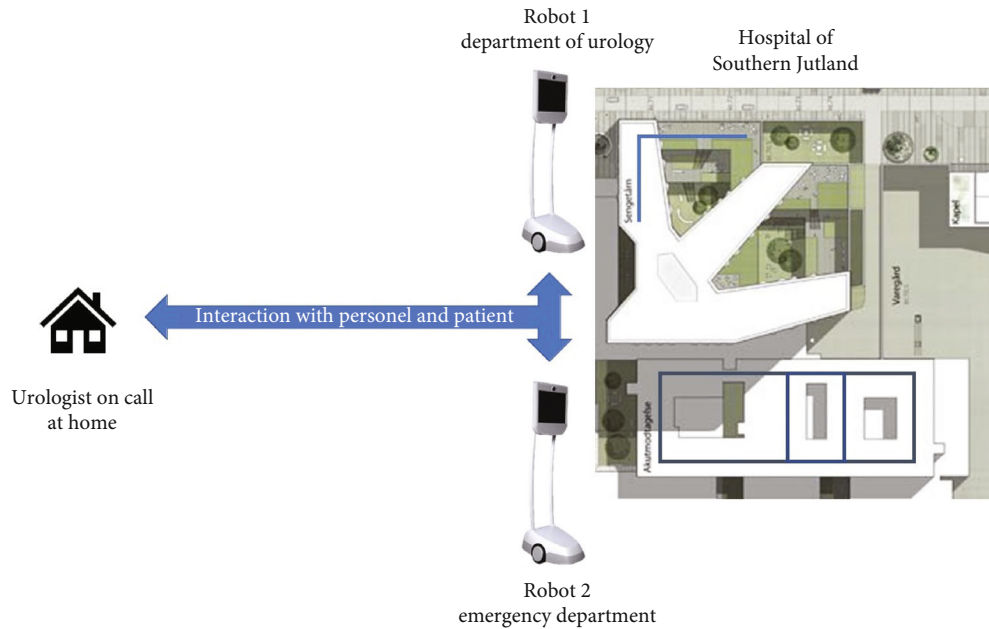 Robot 1
department of urology
Hospital of
Southern Jutland
Sengetårn
Kapel
Varegård
Interaction with personel and patient
Urologist on call
at home
Akutmodtagelse
Robot 2
emergency department